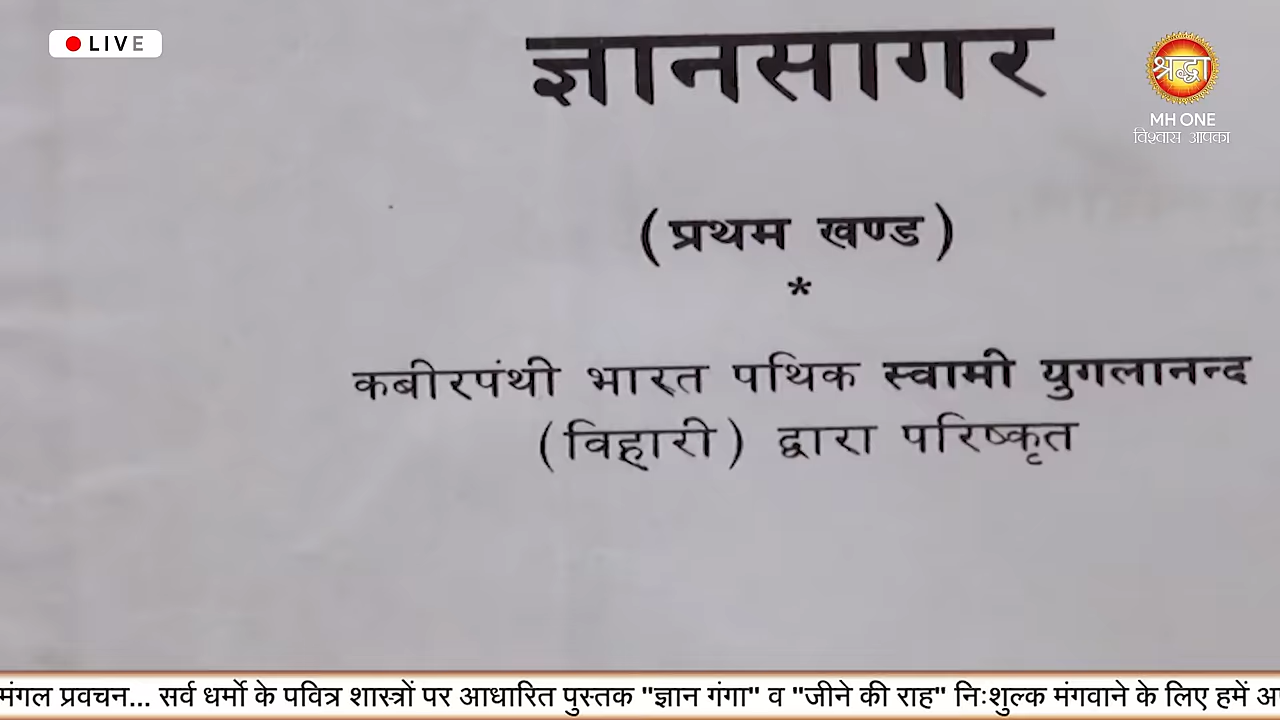 LIVE
ज्ञानसागर
श्रद्धा
MH ONE
विश्वास आपका
(प्रथम खण्ड)
*
कबीरपंथी भारत पथिक स्वामी युगलानन्द
(विहारी) द्वारा परिष्कृत
मंगल प्रवचन... सर्व धर्मो के पवित्र शास्त्रों पर आधारित पुस्तक "ज्ञान गंगा" व "जीने की राह" निःशुल्क मंगवाने के लिए हमें